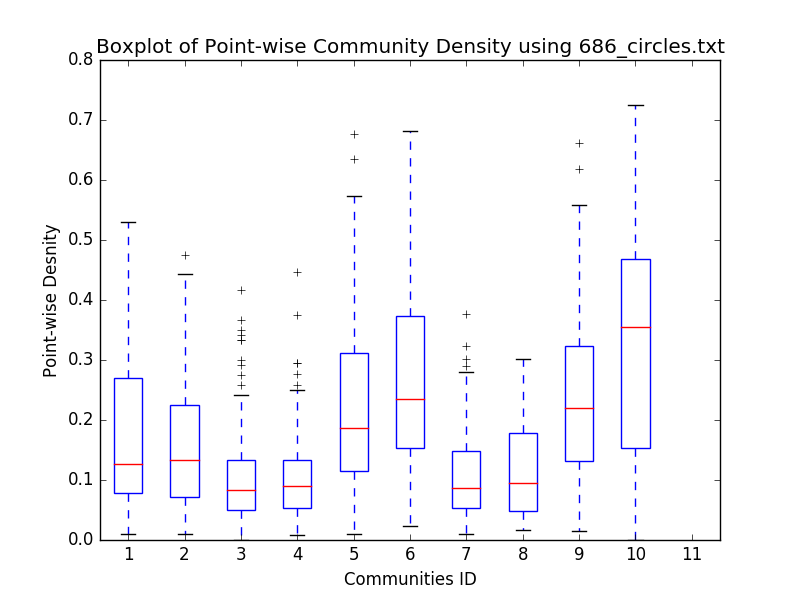 Boxplot of Point-wise Community Density using 686_circles.txt
0.8
0.7
0.6
0.5
0.4
0.3
0.2
0.1
0.0
Point-wise Desnity
1 2 3 4 5 6 7 8 9 10 11
Communities ID